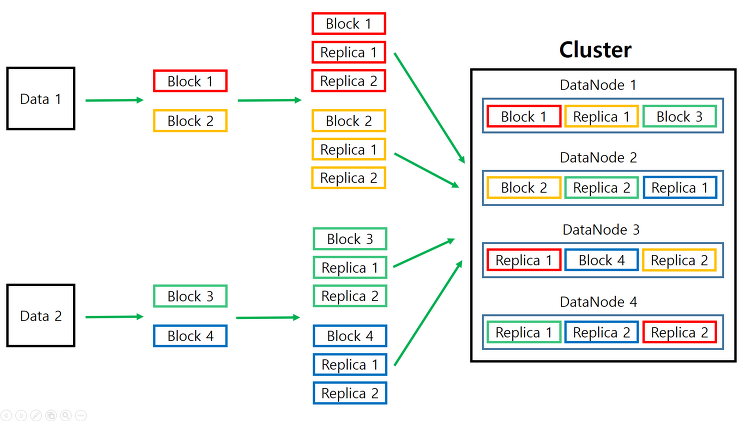 Data 1
Block 1
Block 2
Block 1
Replica 1
Replica 2
Block 2
Replica 1
Replica 2
Data 2
Block 3
Block 4
Block 3
Replica 1
Replica 2
Block 4
Replica 1
Replica 2
Cluster
DataNode 1
Block 1 Replica 1 Block 3
DataNode 2
Block 2 Replica 2 Replica 1
DataNode 3
Replica 1 Block 4 Replica 2
DataNode 4
Replica 1 Replica 2 Replica 2